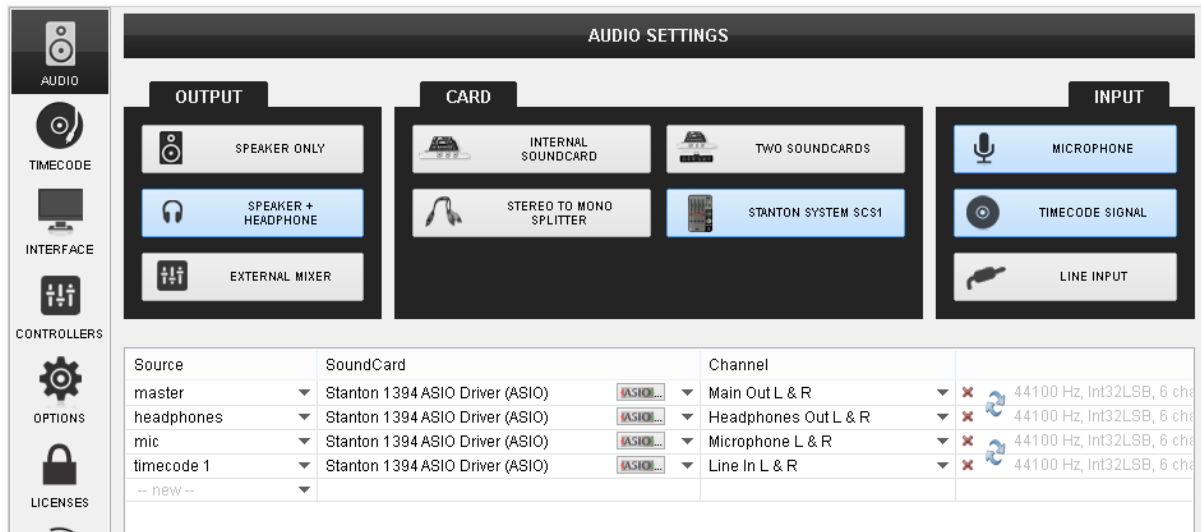 AUDIO SETTINGS
AUDIO
TIMECODE
INTERFACE
CONTROLLERS
OPTIONS
LICENSES
OUTPUT
SPEAKER ONLY
SPEAKER +
HEADPHONE
EXTERNAL MIXER
CARD
INTERNAL
SOUNDCARD
TWO SOUNDCARDS
STEREO TO MONO
SPLITTER
STANTON SYSTEM SCS1
INPUT
MICROPHONE
TIMECODE SIGNAL
LINE INPUT
Source SoundCard Channel
master Stanton 1394 ASIO Driver (ASIO) ASIO... Main Out L & R 44100 Hz, Int32LSB, 6 cha
headphones Stanton 1394 ASIO Driver (ASIO) ASIO... Headphones Out L & R 44100 Hz, Int32LSB, 6 cha
mic Stanton 1394 ASIO Driver (ASIO) ASIO... Microphone L & R 44100 Hz, Int32LSB, 6 cha
timecode 1 Stanton 1394 ASIO Driver (ASIO) ASIO... Line In L & R 44100 Hz, Int32LSB, 6 cha
-- new --